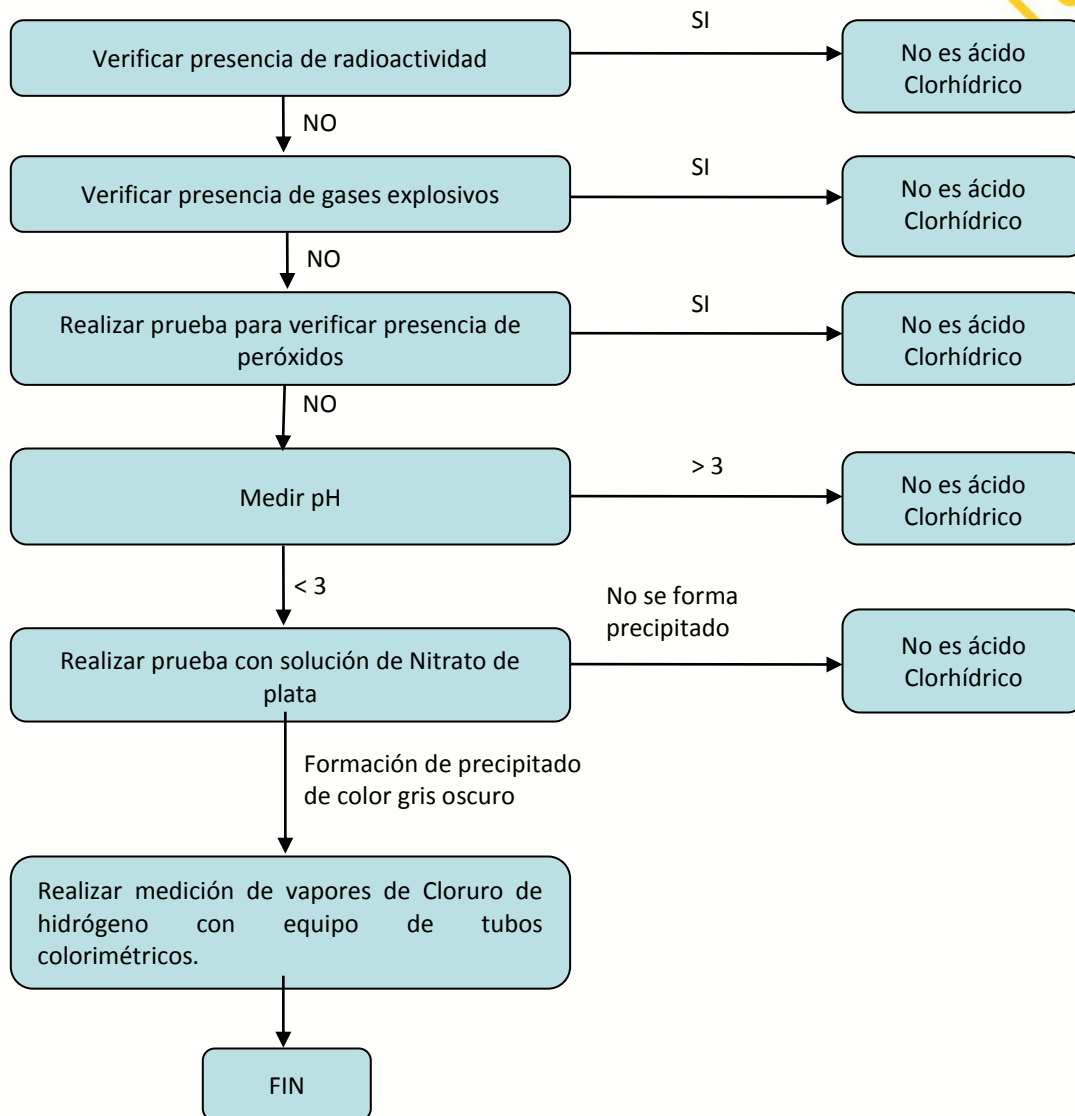 SI
Verificar presencia de radioactividad
No es ácido
Clorhídrico
NO
SI
Verificar presencia de gases explosivos
No es ácido
Clorhídrico
NO
SI
Realizar prueba para verificar presencia de
peróxidos
No es ácido
Clorhídrico
NO
> 3
Medir pH
No es ácido
Clorhídrico
< 3
No se forma
precipitado
Realizar prueba con solución de Nitrato de
plata
No es ácido
Clorhídrico
Formación de precipitado
de color gris oscuro
Realizar medición de vapores de Cloruro de
hidrógeno con equipo de tubos
colorimétricos.
FIN